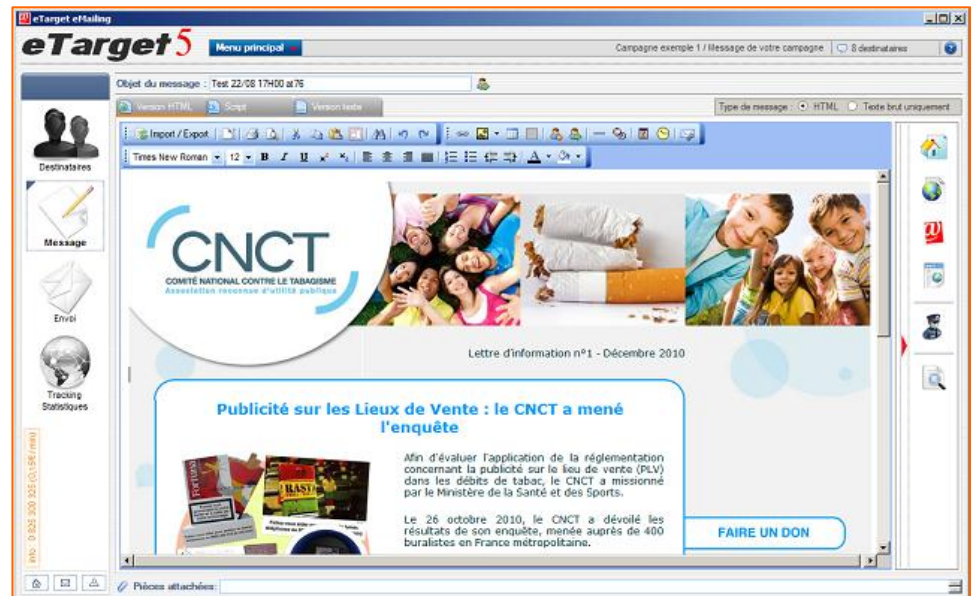 eTarget eMailing
eTarget 5
Menu principal
Campagne exemple 1 / Message de votre campagne
8 destinataires
Objet du message :
Test 22/08 17H00 at76
Version HTML
Script
Version texte
Type de message :
HTML
Texte brut uniquement
Import / Export
Times New Roman
12
Destinataires
Message
Envoi
Tracking
Statistiques
CNCT
COMITÉ NATIONAL CONTRE LE TABAGISME
Association reconnue d'utilité publique
Lettre d'information n°1 - Décembre 2010
Publicité sur les Lieux de Vente : le CNCT a mené
l'enquête
Afin d'évaluer l'application de la réglementation
concernant la publicité sur le lieu de vente (PLV)
dans les débits de tabac, le CNCT a missionné
par le Ministère de la Santé et des Sports.
Le 26 octobre 2010, le CNCT a dévoilé les
résultats de son enquête, menée auprès de 400
buralistes en France métropolitaine.
FAIRE UN DON
Pièces attachées: